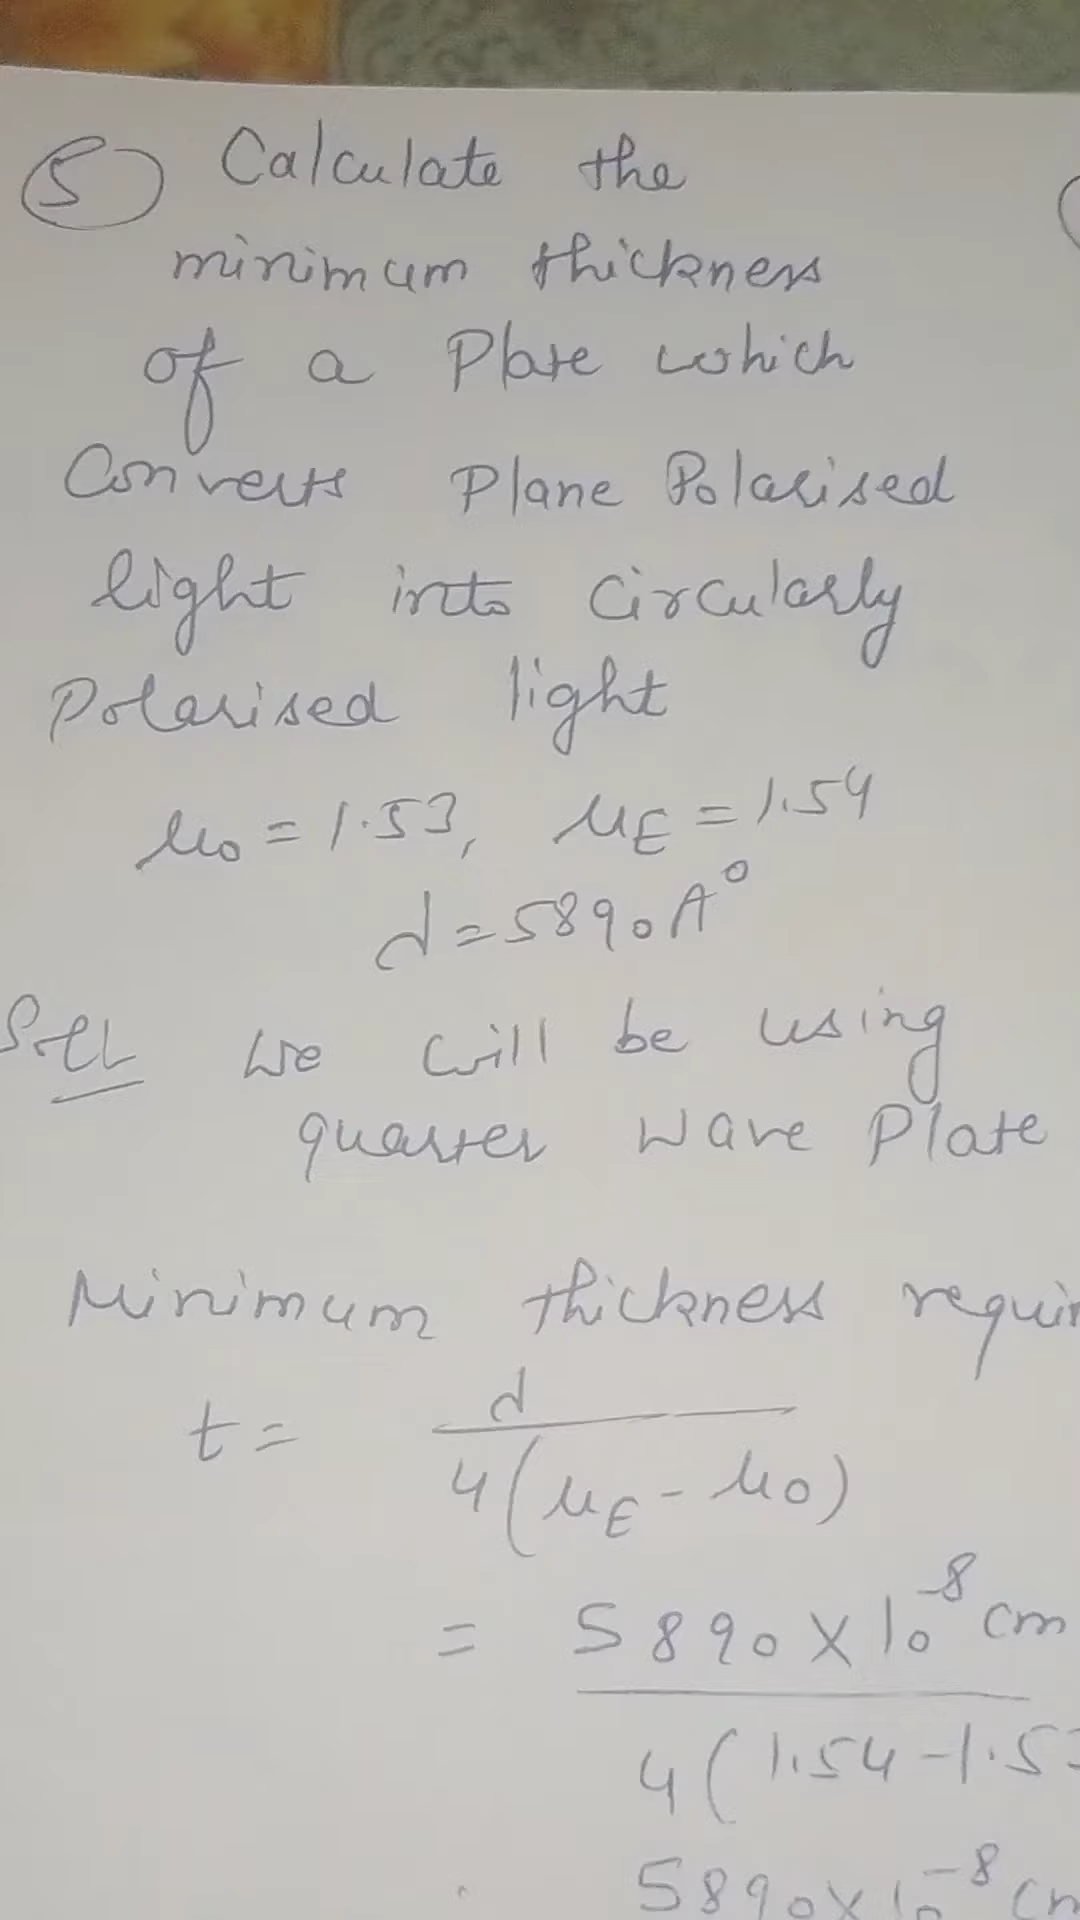 5 Calculate the
minimum thickness
of a Plate which
Converts Plane Polarised
light into Circularly
Polarised light
μo = 1.53, μE = 1.54
λ = 5890 A°
Soln We will be using
quarter wave Plate
Minimum thickness requir
t = λ
4(μE - μo)
= 5890 × 10⁻⁸ cm
4(1.54 - 1.53
5890 × 10⁻⁸ cm